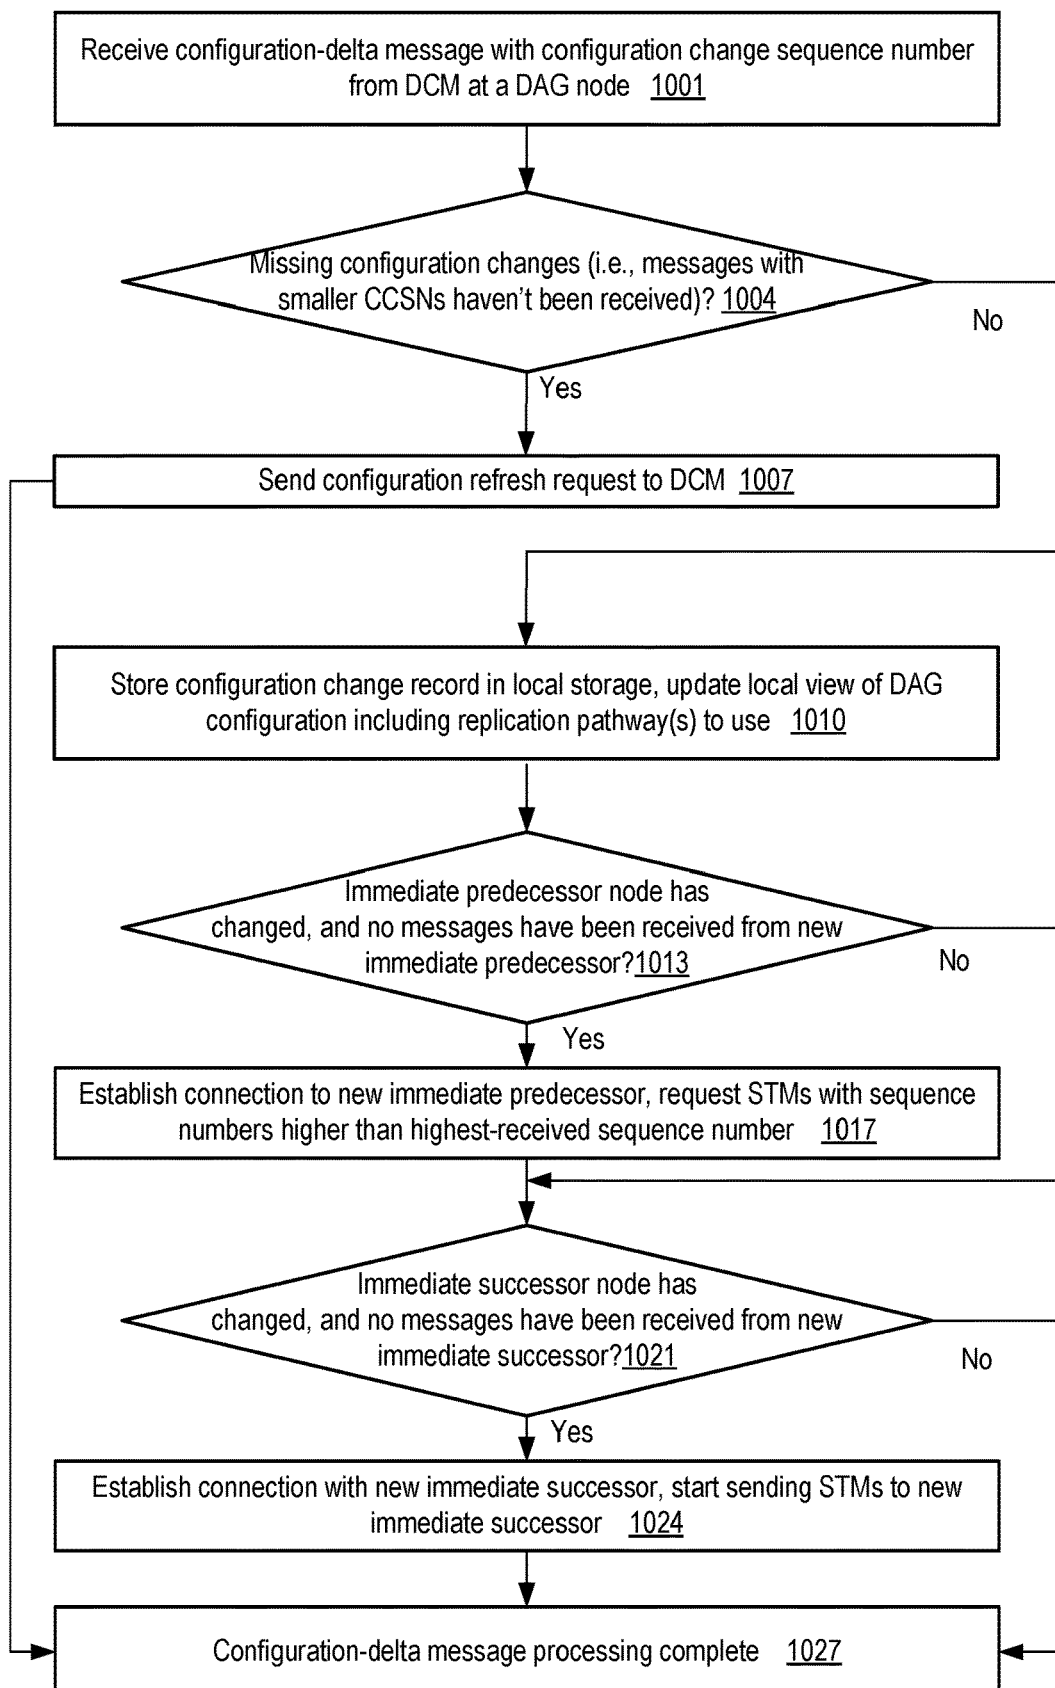 Receive configuration-delta message with configuration change sequence number
from DCM at a DAG node 1001
Missing configuration changes (i.e., messages with
smaller CCSNs haven't been received)? 1004
No
Yes
Send configuration refresh request to DCM 1007
Store configuration change record in local storage, update local view of DAG
configuration including replication pathway(s) to use 1010
Immediate predecessor node has
changed, and no messages have been received from new
immediate predecessor?1013
No
Yes
Establish connection to new immediate predecessor, request STMs with sequence
numbers higher than highest-received sequence number 1017
Immediate successor node has
changed, and no messages have been received from new
immediate successor?1021
No
Yes
Establish connection with new immediate successor, start sending STMs to new
immediate successor 1024
Configuration-delta message processing complete 1027